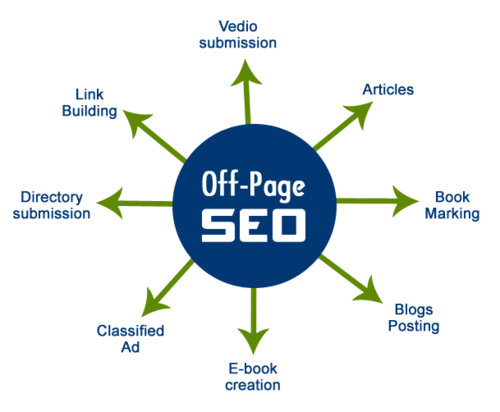 Vedio
submission
Link
Building
Articles
Off-Page
SEO
Directory
submission
Book
Marking
Classified
Ad
Blogs
Posting
E-book
creation